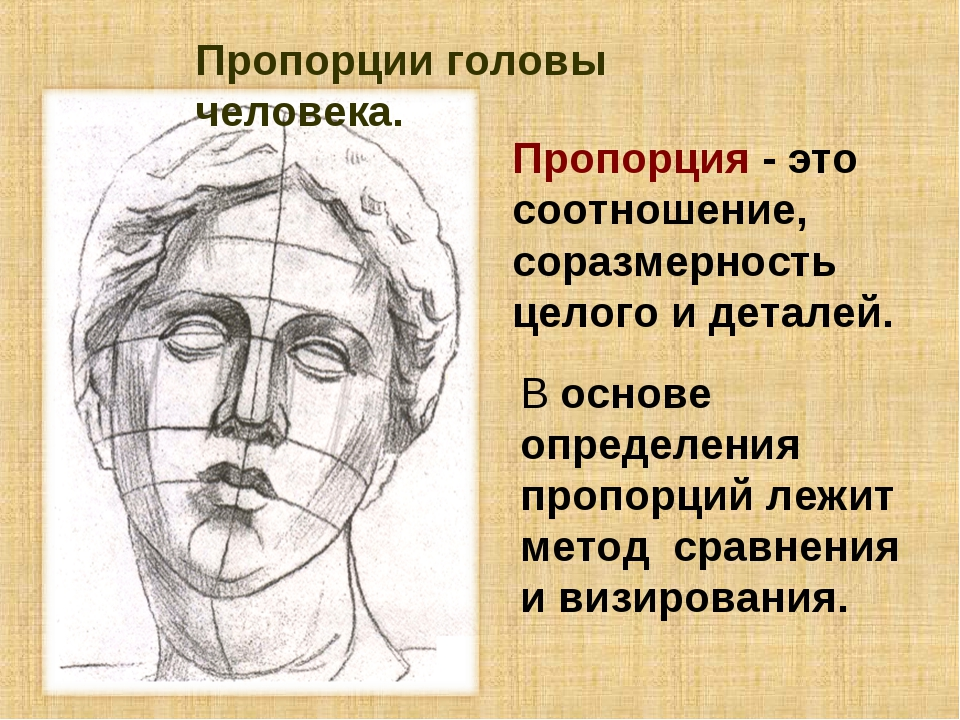 Пропорции головы
человека.
Пропорция - это
соотношение,
соразмерность
целого и деталей.
В основе
определения
пропорций лежит
метод сравнения
и визирования.